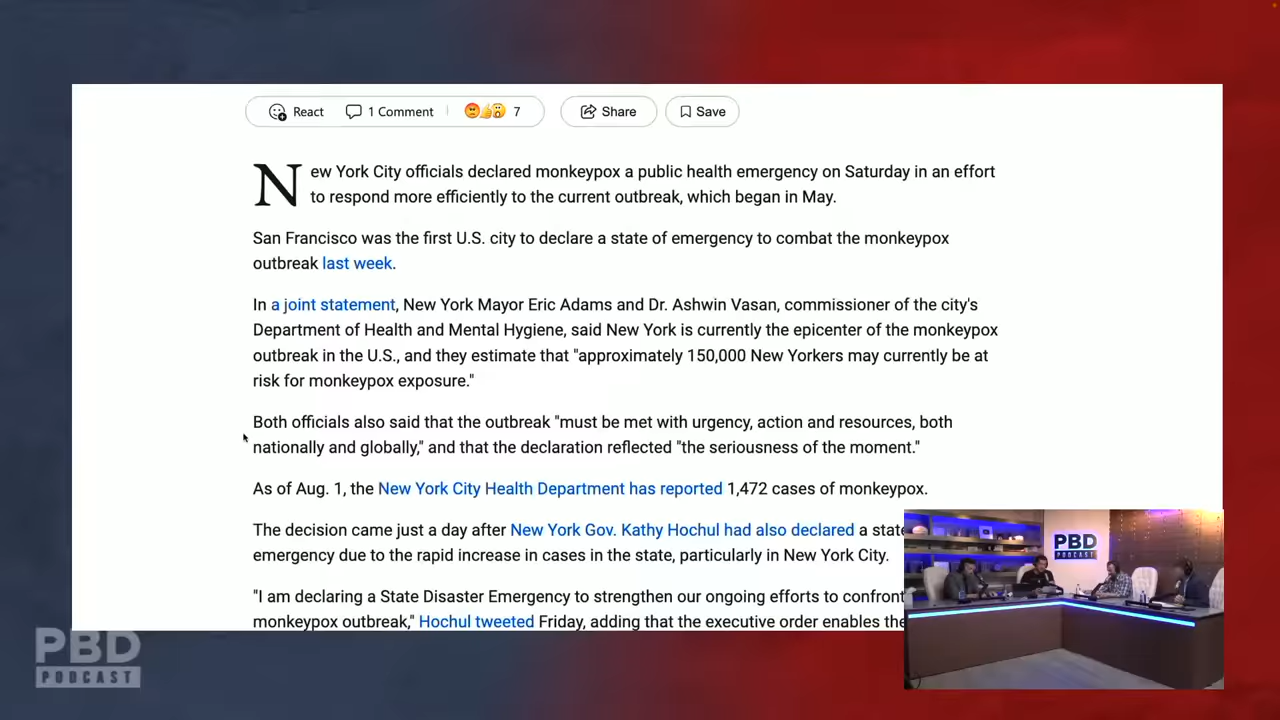 React 1 Comment 7 Share Save
New York City officials declared monkeypox a public health emergency on Saturday in an effort
to respond more efficiently to the current outbreak, which began in May.
San Francisco was the first U.S. city to declare a state of emergency to combat the monkeypox
outbreak last week.
In a joint statement, New York Mayor Eric Adams and Dr. Ashwin Vasan, commissioner of the city's
Department of Health and Mental Hygiene, said New York is currently the epicenter of the monkeypox
outbreak in the U.S., and they estimate that "approximately 150,000 New Yorkers may currently be at
risk for monkeypox exposure."
Both officials also said that the outbreak "must be met with urgency, action and resources, both
nationally and globally," and that the declaration reflected "the seriousness of the moment."
As of Aug. 1, the New York City Health Department has reported 1,472 cases of monkeypox.
The decision came just a day after New York Gov. Kathy Hochul had also declared a state
emergency due to the rapid increase in cases in the state, particularly in New York City.
"I am declaring a State Disaster Emergency to strengthen our ongoing efforts to confront
monkeypox outbreak," Hochul tweeted Friday, adding that the executive order enables the
PBD
PODCAST
PBD
PODCAST